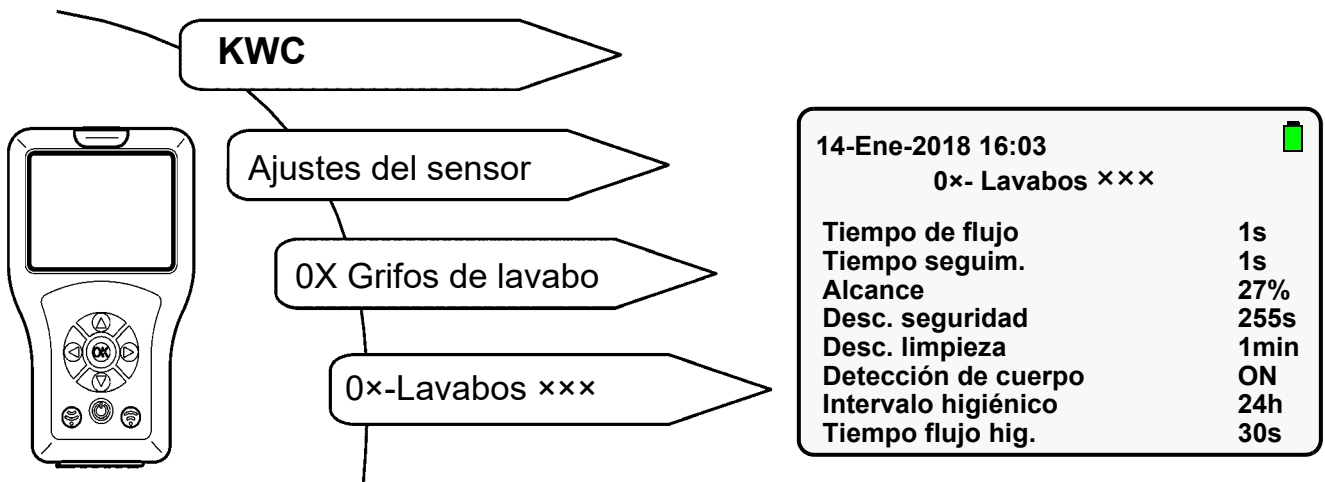 KWC
Ajustes del sensor
0X Grifos de lavabo
0×-Lavabos ×××
OK
14-Ene-2018 16:03
0×- Lavabos ×××
Tiempo de flujo 1s
Tiempo seguim. 1s
Alcance 27%
Desc. seguridad 255s
Desc. limpieza 1min
Detección de cuerpo ON
Intervalo higiénico 24h
Tiempo flujo hig. 30s